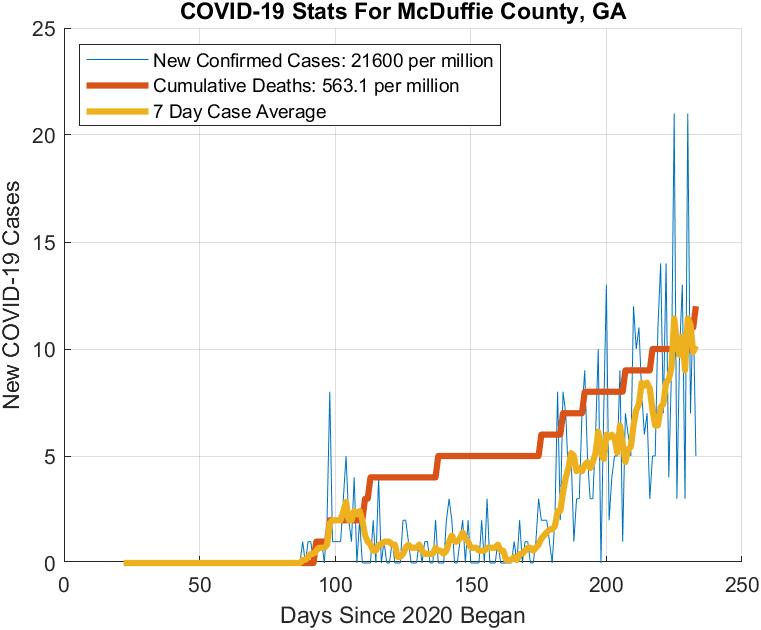 COVID-19 Stats For McDuffie County, GA
25
New Confirmed Cases: 21600 per million
Cumulative Deaths: 563.1 per million
7 Day Case Average
20
15
10
5
0
New COVID-19 Cases
0 50 100 150 200 250
Days Since 2020 Began